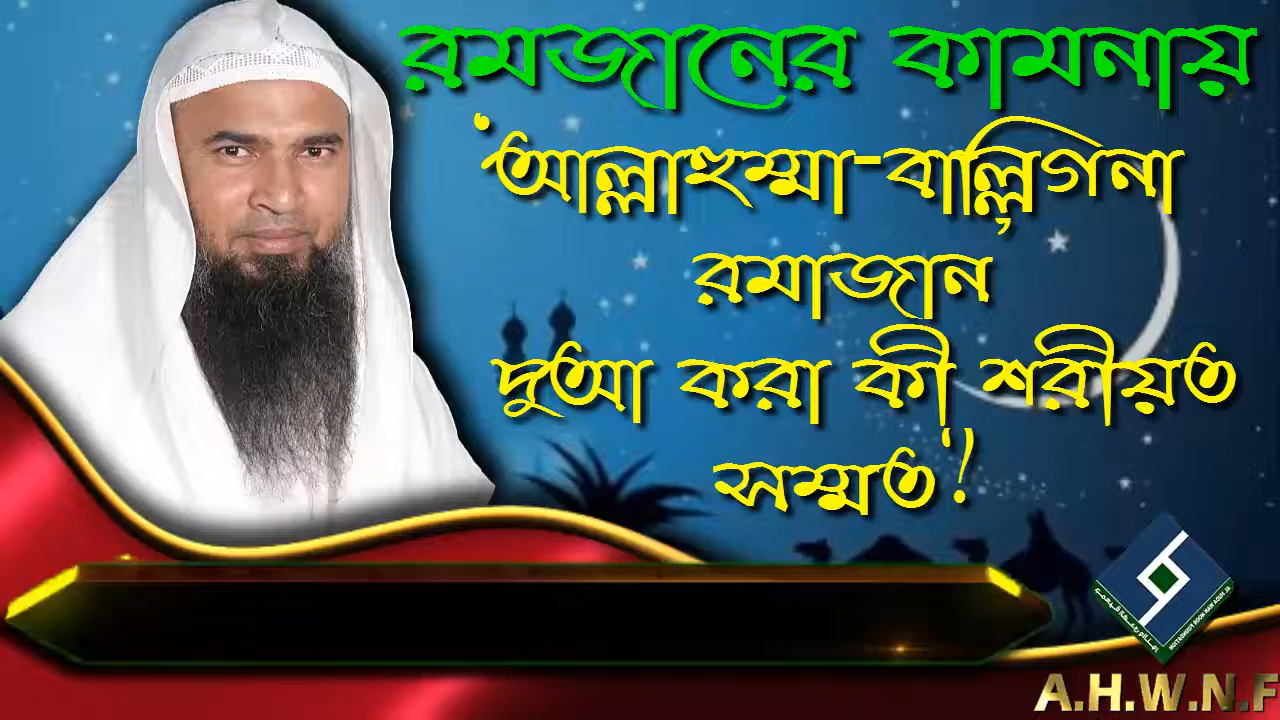 রমজানের কামনায়
'আল্লাহুম্মা-বাল্লিগনা
রমাজান'
দুআ করা কী শরীয়ত
সম্মত'!
A.H.W.N.F